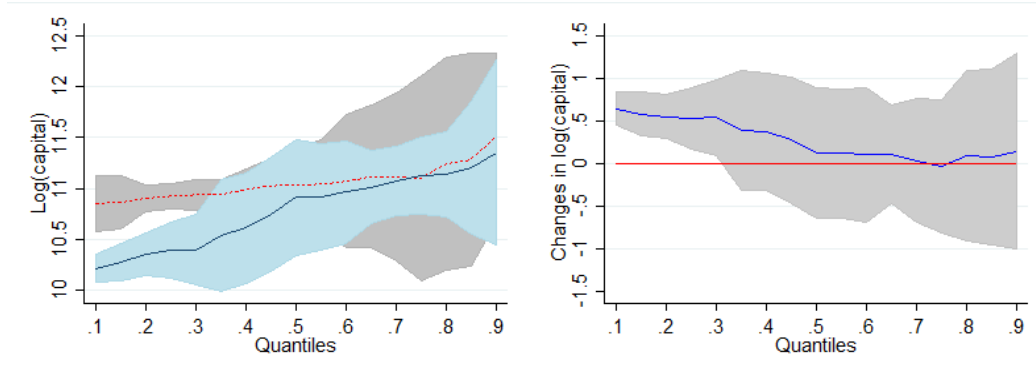 Log(capital)
12.5
12
11.5
11
10.5
10
.1 .2 .3 .4 .5 .6 .7 .8 .9
Quantiles
Changes in log(capital)
1.5
1
.5
0
-.5
-1
-1.5
.1 .2 .3 .4 .5 .6 .7 .8 .9
Quantiles